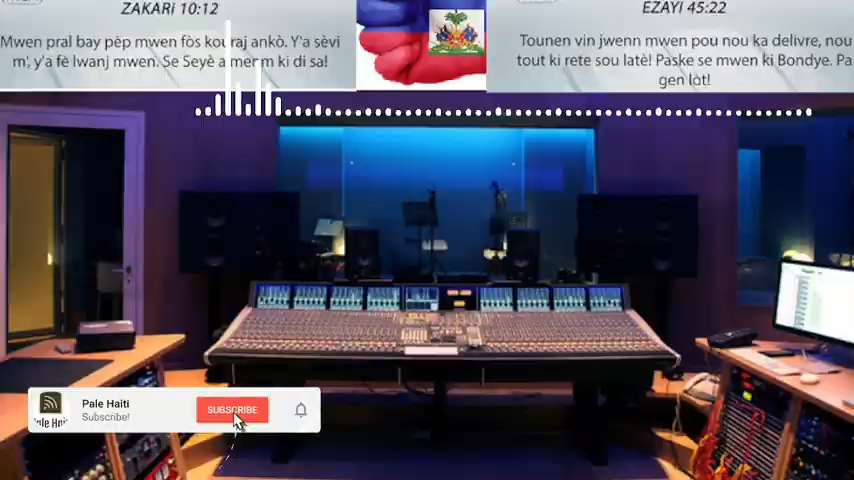 ZAKARi 10:12
Mwen pral bay pèp mwen fòs kouraj ankò. Y'a sèvi
m', y'a fè lwanj mwen. Se Seyè a mer m ki di sa!
EZAYi 45:22
Tounen vin jwenn mwen pou nou ka delivre, nou
tout ki rete sou latè! Paske se mwen ki Bondye. Pa
gen lòt!
Pale Haiti
Subscribe!
SUBSCRIBE